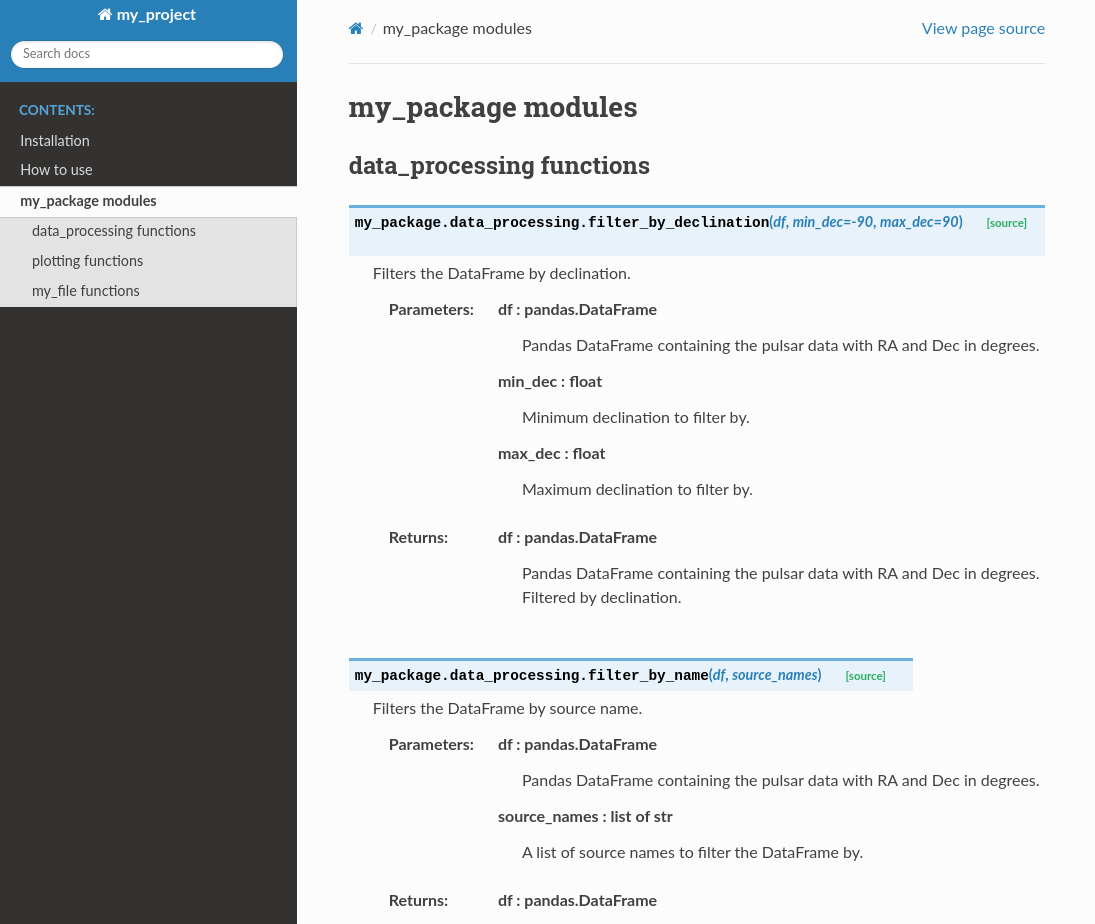 my_project
Search docs
CONTENTS:
Installation
How to use
my_package modules
data_processing functions
plotting functions
my_file functions
/ my_package modules
View page source
my_package modules
data_processing functions
my_package.data_processing.filter_by_declination(df, min_dec=-90, max_dec=90) [source]
Filters the DataFrame by declination.
Parameters: df : pandas.DataFrame
Pandas DataFrame containing the pulsar data with RA and Dec in degrees.
min_dec : float
Minimum declination to filter by.
max_dec : float
Maximum declination to filter by.
Returns: df : pandas.DataFrame
Pandas DataFrame containing the pulsar data with RA and Dec in degrees.
Filtered by declination.
my_package.data_processing.filter_by_name(df, source_names) [source]
Filters the DataFrame by source name.
Parameters: df : pandas.DataFrame
Pandas DataFrame containing the pulsar data with RA and Dec in degrees.
source_names : list of str
A list of source names to filter the DataFrame by.
Returns: df : pandas.DataFrame